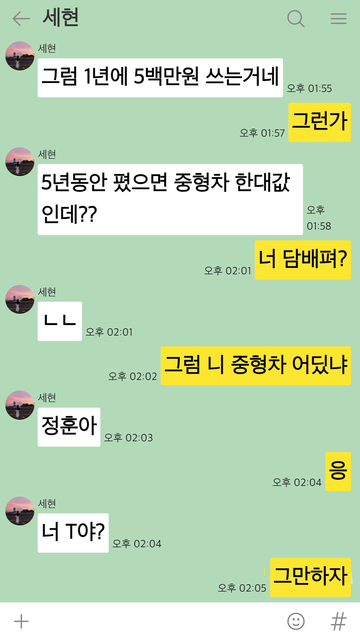 세현
세현
그럼 1년에 5백만원 쓰는거네
오후 01:55
그런가
오후 01:57
세현
5년동안 폈으면 중형차 한대값
인데??
오후
01:58
너 담배펴?
오후 02:01
세현
ㄴㄴ
오후 02:01
그럼 니 중형차 어딨냐
오후 02:02
세현
정훈아
오후 02:03
응
오후 02:04
세현
너 T야?
오후 02:04
그만하자
오후 02:05